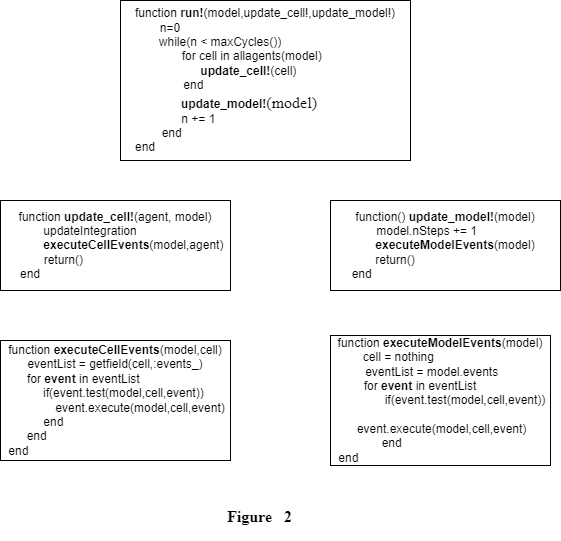 function run!(model,update_cell!,update_model!)
n=0
while(n < maxCycles())
for cell in allagents(model)
update_cell!(cell)
end
update_model!(model)
n += 1
end
end
function update_cell!(agent, model)
updateIntegration
executeCellEvents(model,agent)
return()
end
function() update_model!(model)
model.nSteps += 1
executeModelEvents(model)
return()
end
function executeCellEvents(model,cell)
eventList = getfield(cell,:events_)
for event in eventList
if(event.test(model,cell,event))
event.execute(model,cell,event)
end
end
end
function executeModelEvents(model)
cell = nothing
eventList = model.events
for event in eventList
if(event.test(model,cell,event))
event.execute(model,cell,event)
end
end
Figure 2